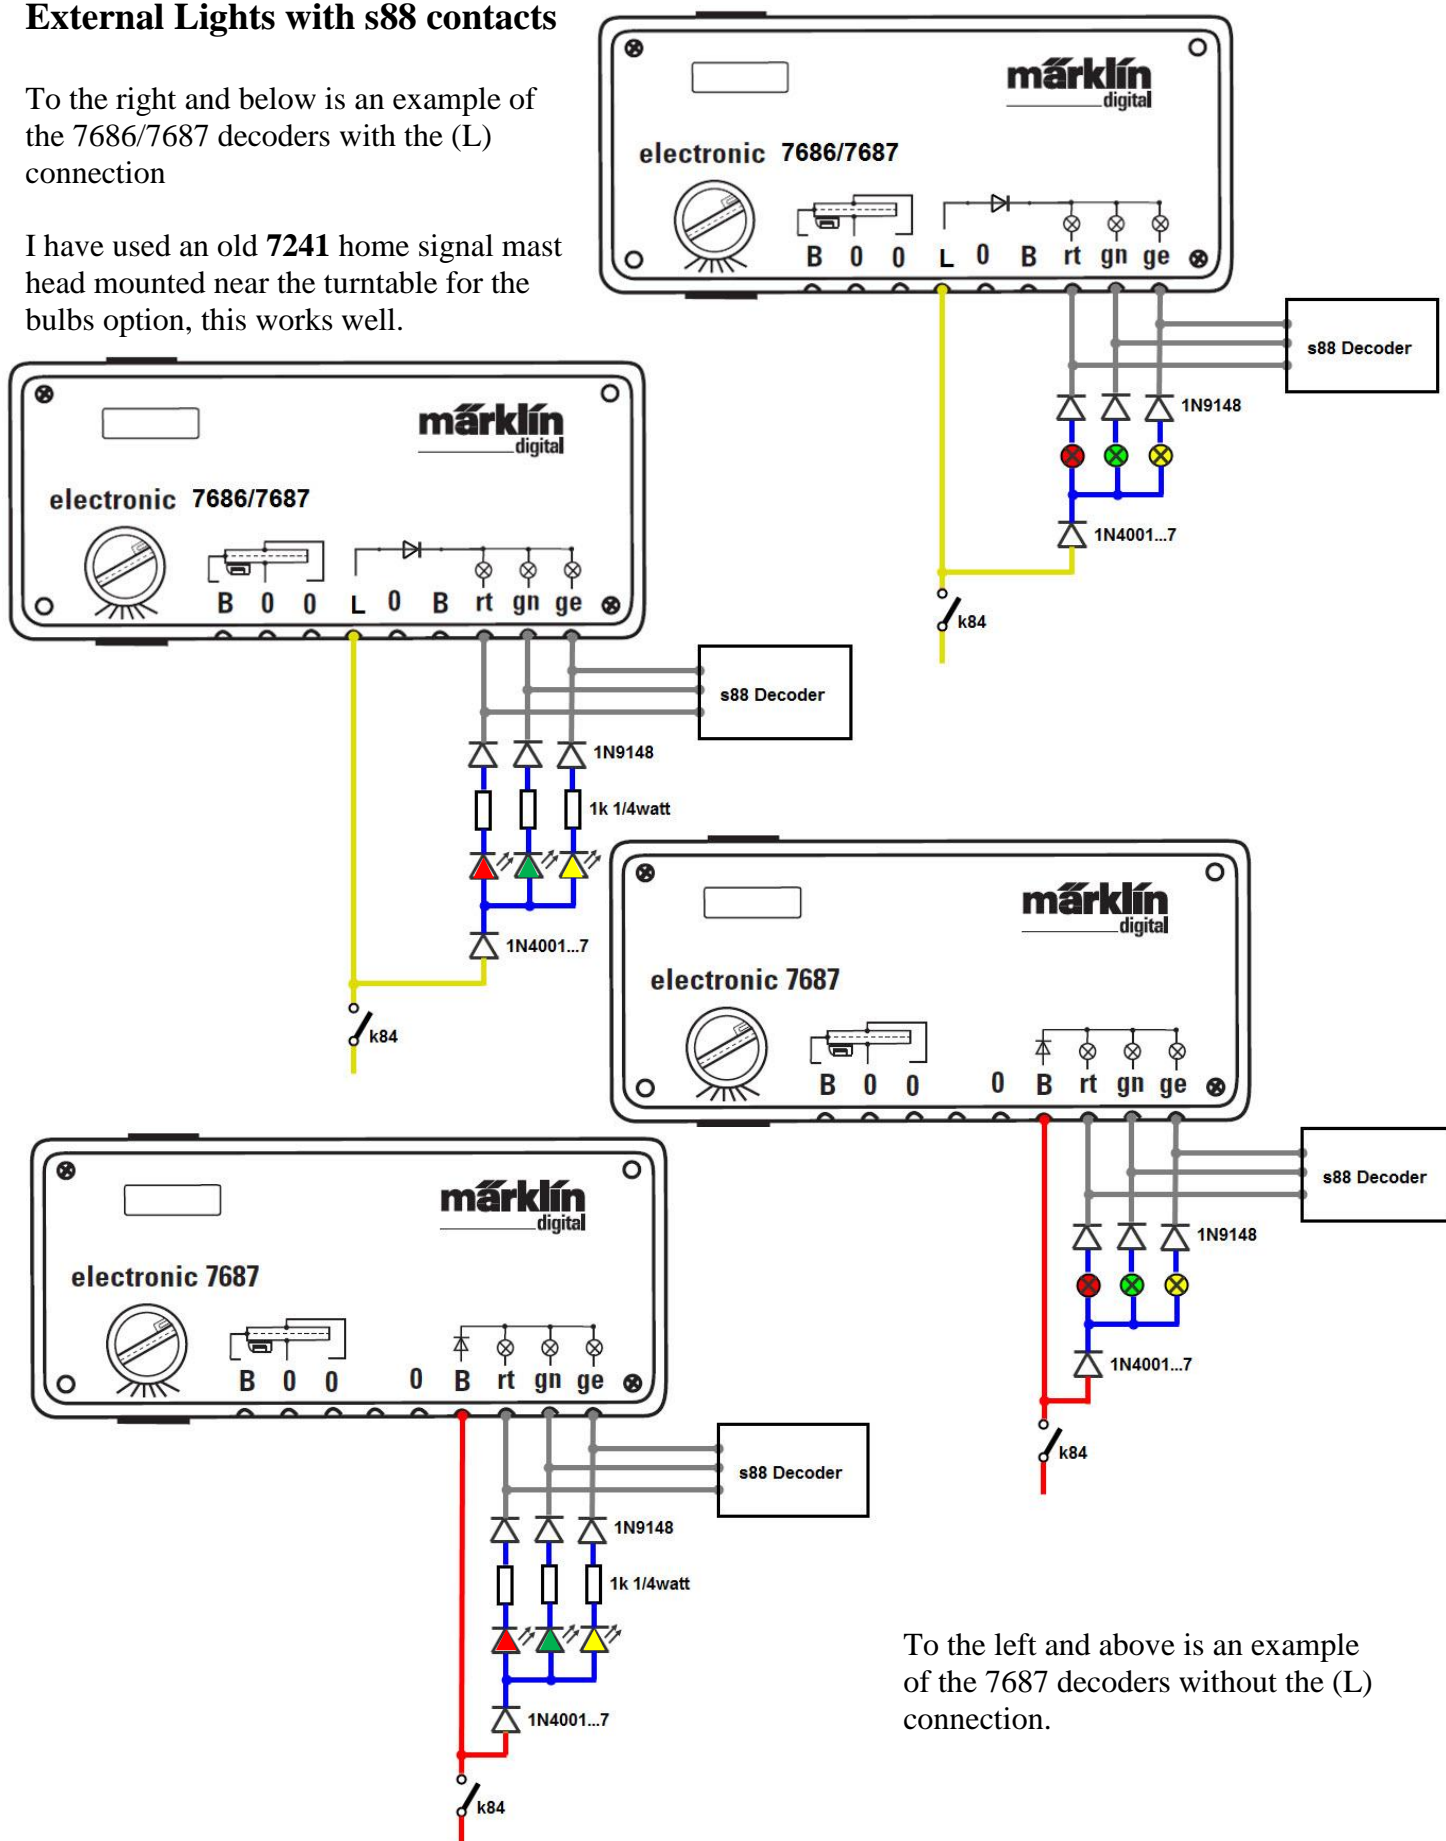 External Lights with s88 contacts
To the right and below is an example of
the 7686/7687 decoders with the (L)
connection
I have used an old 7241 home signal mast
head mounted near the turntable for the
bulbs option, this works well.
märklín
digital
electronic 7686/7687
B 0 0 L 0 B rt gn ge
s88 Decoder
1N9148
1N4001...7
k84
märklín
digital
electronic 7686/7687
B 0 0 L 0 B rt gn ge
s88 Decoder
1N9148
1k 1/4watt
1N4001...7
k84
märklín
digital
electronic 7687
B 0 0 0 B rt gn ge
s88 Decoder
1N9148
1N4001...7
k84
märklín
digital
electronic 7687
B 0 0 0 B rt gn ge
s88 Decoder
1N9148
1k 1/4watt
1N4001...7
k84
To the left and above is an example
of the 7687 decoders without the (L)
connection.